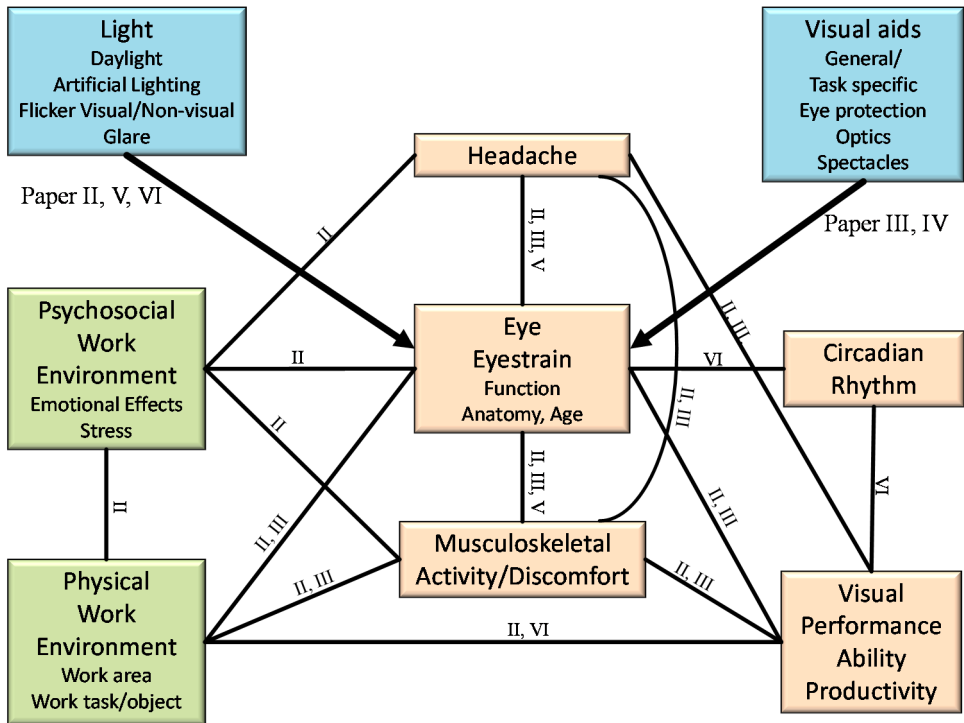 Light
Daylight
Artificial Lighting
Flicker Visual/Non-visual
Glare
Visual aids
General/
Task specific
Eye protection
Optics
Spectacles
Headache
Paper II, V, VI
Paper III, IV
II
II, III, V
II, III,
Psychosocial
Work
Environment
Emotional Effects
Stress
II
Eye
Eyestrain
Function
Anatomy, Age
VI
Circadian
Rhythm
II
II, III
II
II, III, V
II, III
II, III
VI
Musculoskeletal
Activity/Discomfort
II, III
II, III
Physical
Work
Environment
Work area
Work task/object
II, VI
Visual
Performance
Ability
Productivity